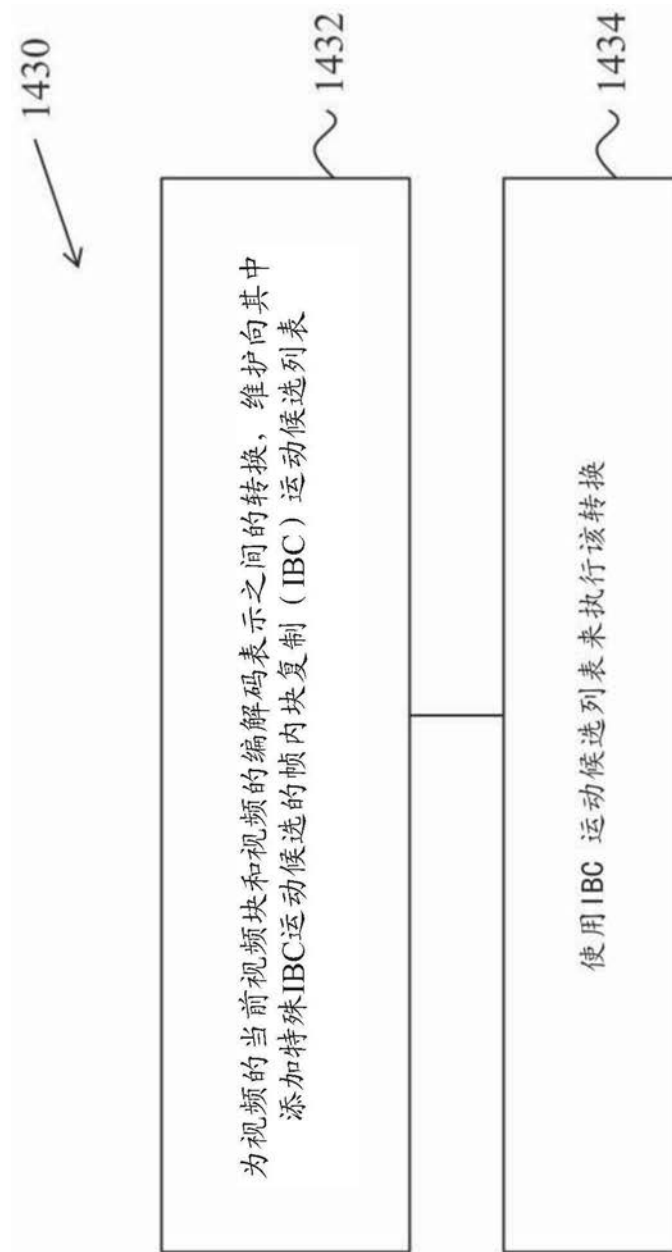 1430
为视频的当前视频块和视频的编解码表示之间的转换，维护向其中
添加特殊IBC运动候选的帧内块复制（IBC）运动候选列表
1432
使用IBC 运动候选列表来执行该转换
1434